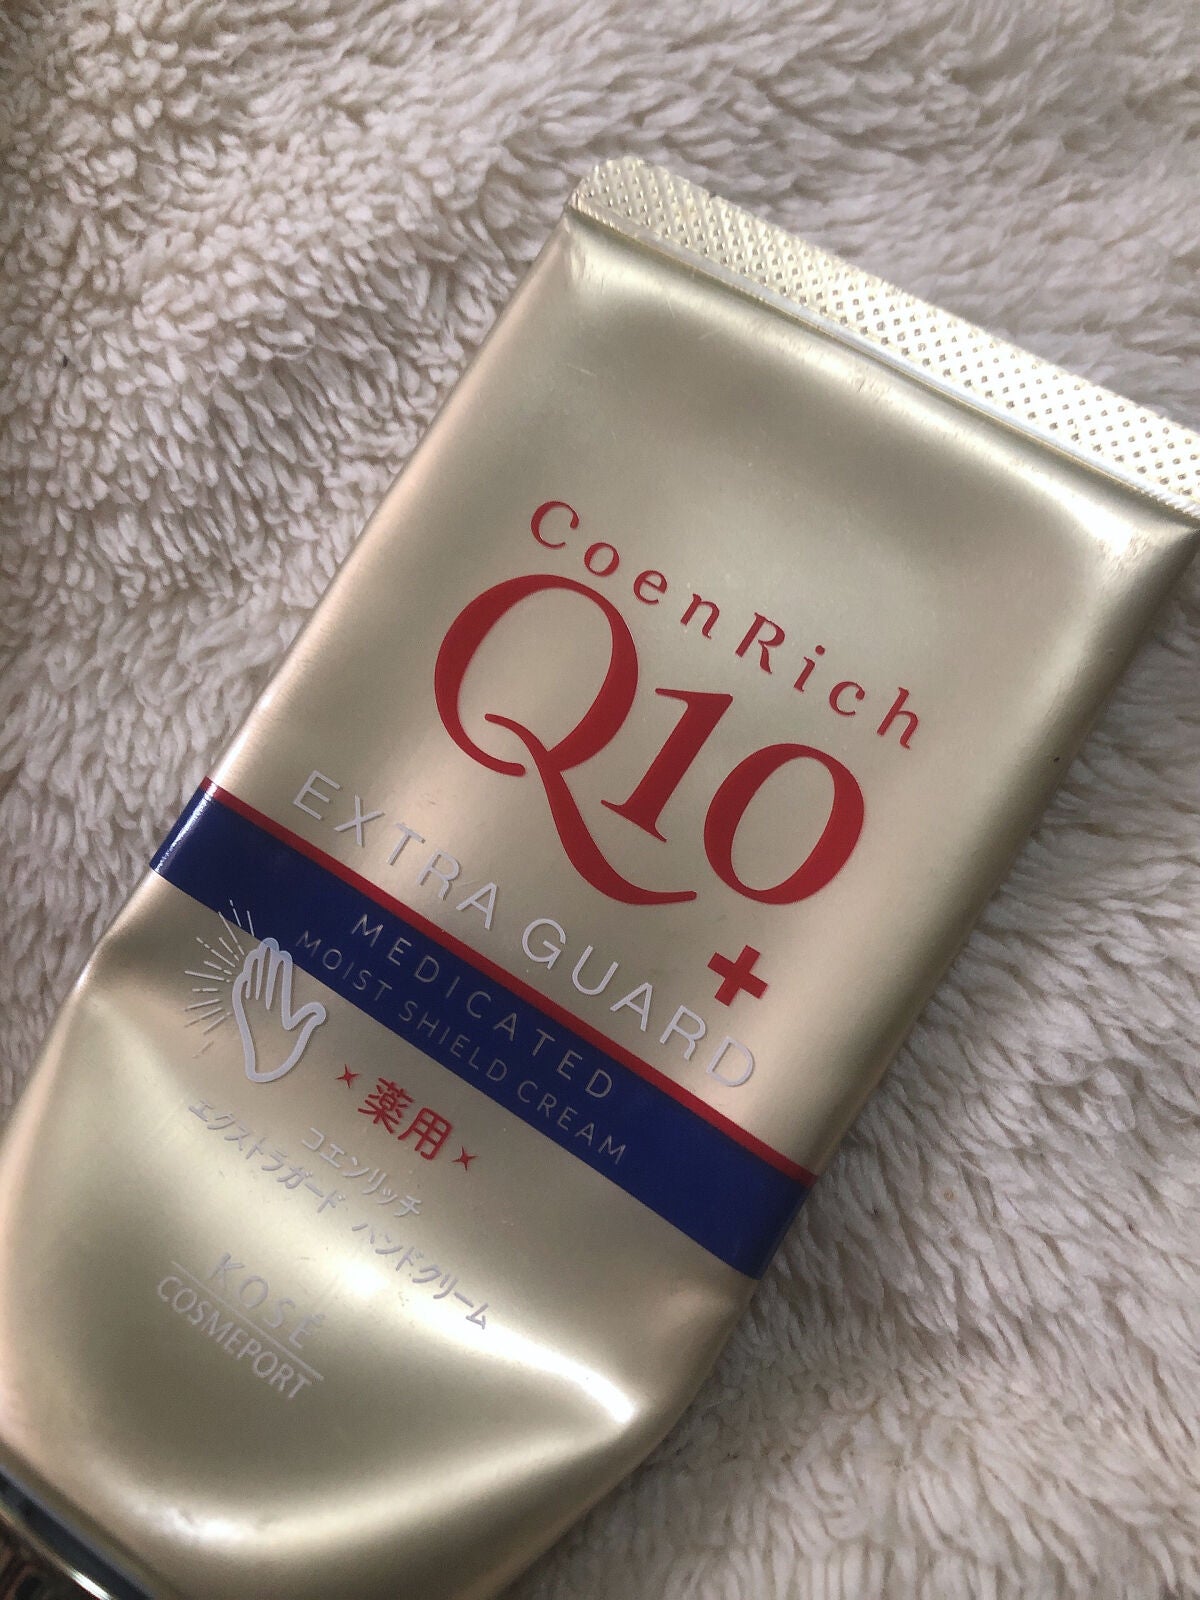 CoenRich
Q10
EXTRA GUARD
MEDICATED
MOIST SHIELD CREAM
薬用
コエンリッチ
エクストラガード ハンドクリーム
KOSÉ
COSMEPORT